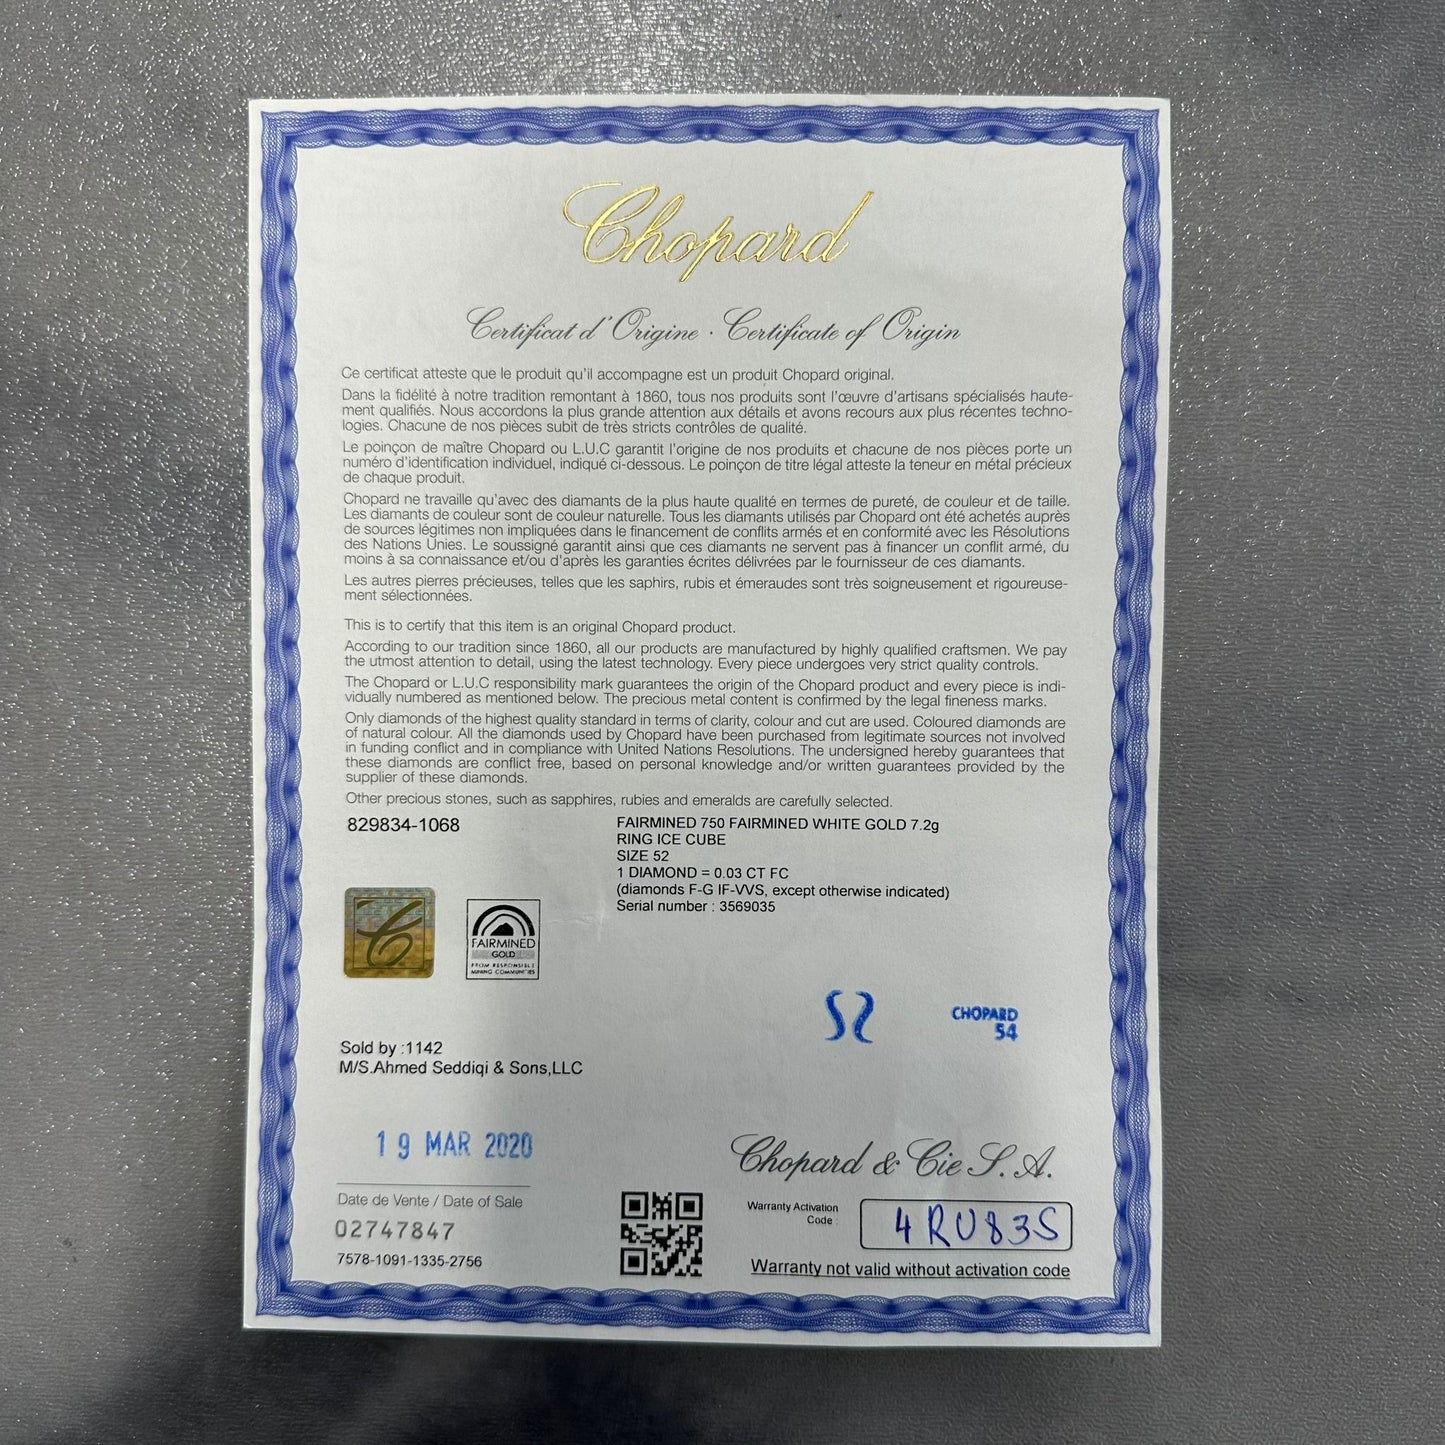 Chopard
Certificat d'Origine · Certificate of Origin
Ce certificat atteste que le produit qu'il accompagne est un produit Chopard original.
Dans la fidélité à notre tradition remontant à 1860, tous nos produits sont l'œuvre d'artisans spécialisés haute-
ment qualifiés. Nous accordons la plus grande attention aux détails et avons recours aux plus récentes techno-
logies. Chacune de nos pièces subit de très stricts contrôles de qualité.
Le poinçon de maître Chopard ou L.U.C garantit l'origine de nos produits et chacune de nos pièces porte un
numéro d'identification individuel, indiqué ci-dessous. Le poinçon de titre légal atteste la teneur en métal précieux
de chaque produit.
Chopard ne travaille qu'avec des diamants de la plus haute qualité en termes de pureté, de couleur et de taille.
Les diamants de couleur sont de couleur naturelle. Tous les diamants utilisés par Chopard ont été achetés auprès
de sources légitimes non impliquées dans le financement de conflits armés et en conformité avec les Résolutions
des Nations Unies. Le soussigné garantit ainsi que ces diamants ne servent pas à financer un conflit armé, du
moins à sa connaissance et/ou d'après les garanties écrites délivrées par le fournisseur de ces diamants.
Les autres pierres précieuses, telles que les saphirs, rubis et émeraudes sont très soigneusement et rigoureuse-
ment sélectionnées.
This is to certify that this item is an original Chopard product.
According to our tradition since 1860, all our products are manufactured by highly qualified craftsmen. We pay
the utmost attention to detail, using the latest technology. Every piece undergoes very strict quality controls.
The Chopard or L.U.C responsibility mark guarantees the origin of the Chopard product and every piece is indi-
vidually numbered as mentioned below. The precious metal content is confirmed by the legal fineness marks.
Only diamonds of the highest quality standard in terms of clarity, colour and cut are used. Coloured diamonds are
of natural colour. All the diamonds used by Chopard have been purchased from legitimate sources not involved
in funding conflict and in compliance with United Nations Resolutions. The undersigned hereby guarantees that
these diamonds are conflict free, based on personal knowledge and/or written guarantees provided by the
supplier of these diamonds.
Other precious stones, such as sapphires, rubies and emeralds are carefully selected.
829834-1068
FAIRMINED 750 FAIRMINED WHITE GOLD 7.2g
RING ICE CUBE
SIZE 52
1 DIAMOND = 0.03 CT FC
(diamonds F-G IF-VVS, except otherwise indicated)
Serial number : 3569035
C
FAIRMINED
GOLD
FROM RESPONSIBLE
MINING COMMUNITIES
CHOPARD
54
Sold by :1142
M/S.Ahmed Seddiqi & Sons,LLC
19 MAR 2020
Chopard & Cie S.A.
Date de Vente / Date of Sale
02747847
7578-1091-1335-2756
Warranty Activation
Code :
4RU83S
Warranty not valid without activation code